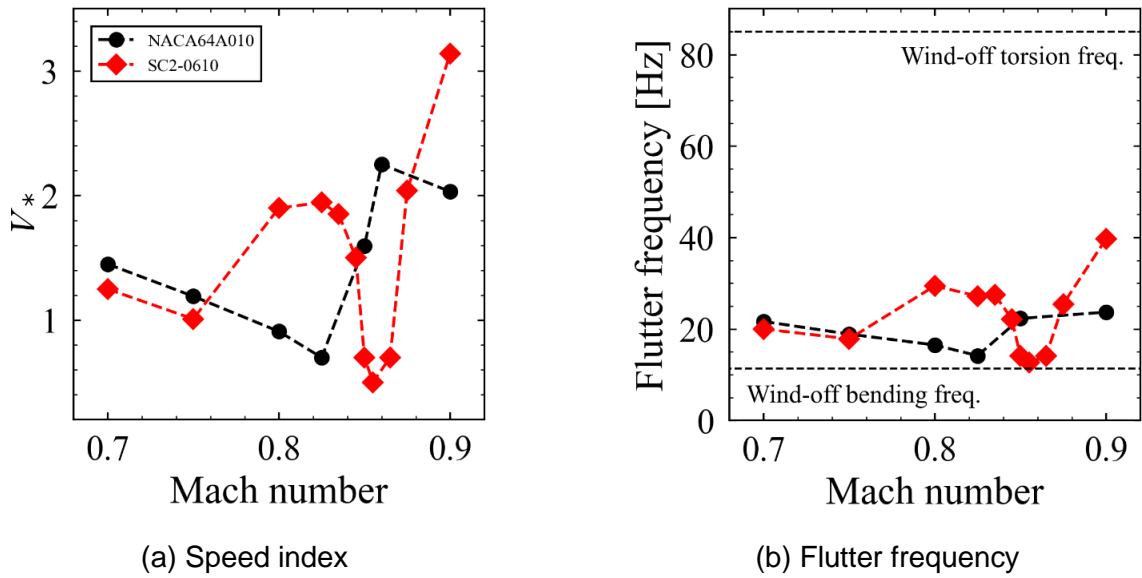 NACA64A010
SC2-0610
3
2
1
V*
0.7
0.8
0.9
Mach number
(a) Speed index
80
60
40
20
0
Flutter frequency [Hz]
Wind-off torsion freq.
Wind-off bending freq.
0.7
0.8
0.9
Mach number
(b) Flutter frequency